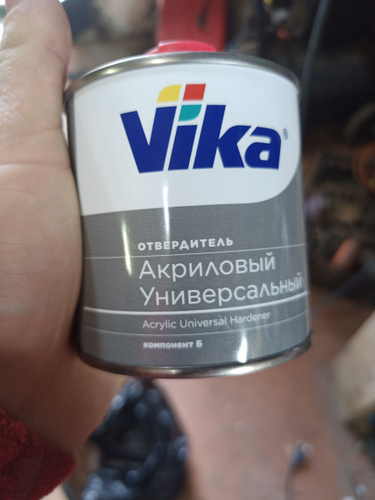 Vika®
ОТВЕРДИТЕЛЬ
Акриловый
Универсальный
Acrylic Universal Hardener
компонент Б